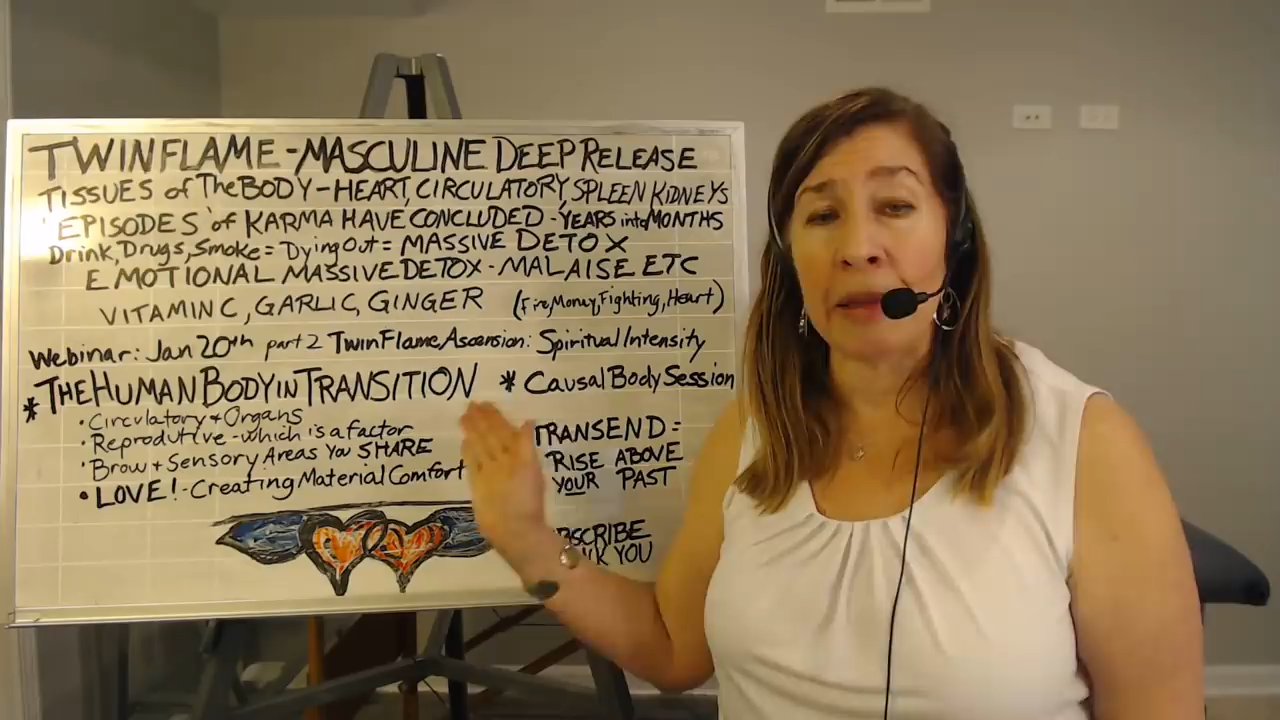 TWINFLAME - MASCULINE DEEP RELEASE
TISSUES of The BODY - HEART, CIRCULATORY, SPLEEN KIDNEYS
EPISODES of KARMA HAVE CONCLUDED - YEARS into MONTHS
Drink, Drugs, Smoke = Dying Out = MASSIVE DETOX
EMOTIONAL MASSIVE DETOX - MALAISE ETC
VITAMIN C, GARLIC, GINGER (Fire, Money, Fighting, Heart)
Webinar: Jan 20th part 2 TwinFlame Ascension: Spiritual Intensity
* THE HUMAN BODY IN TRANSITION * Causal Body Session
• Circulatory + Organs
• Reprodutive - which is a factor
• Brow + Sensory Areas You SHARE
• LOVE! - Creating Material Comfort
TRANSEND =
RISE ABOVE
YOUR PAST
YOU